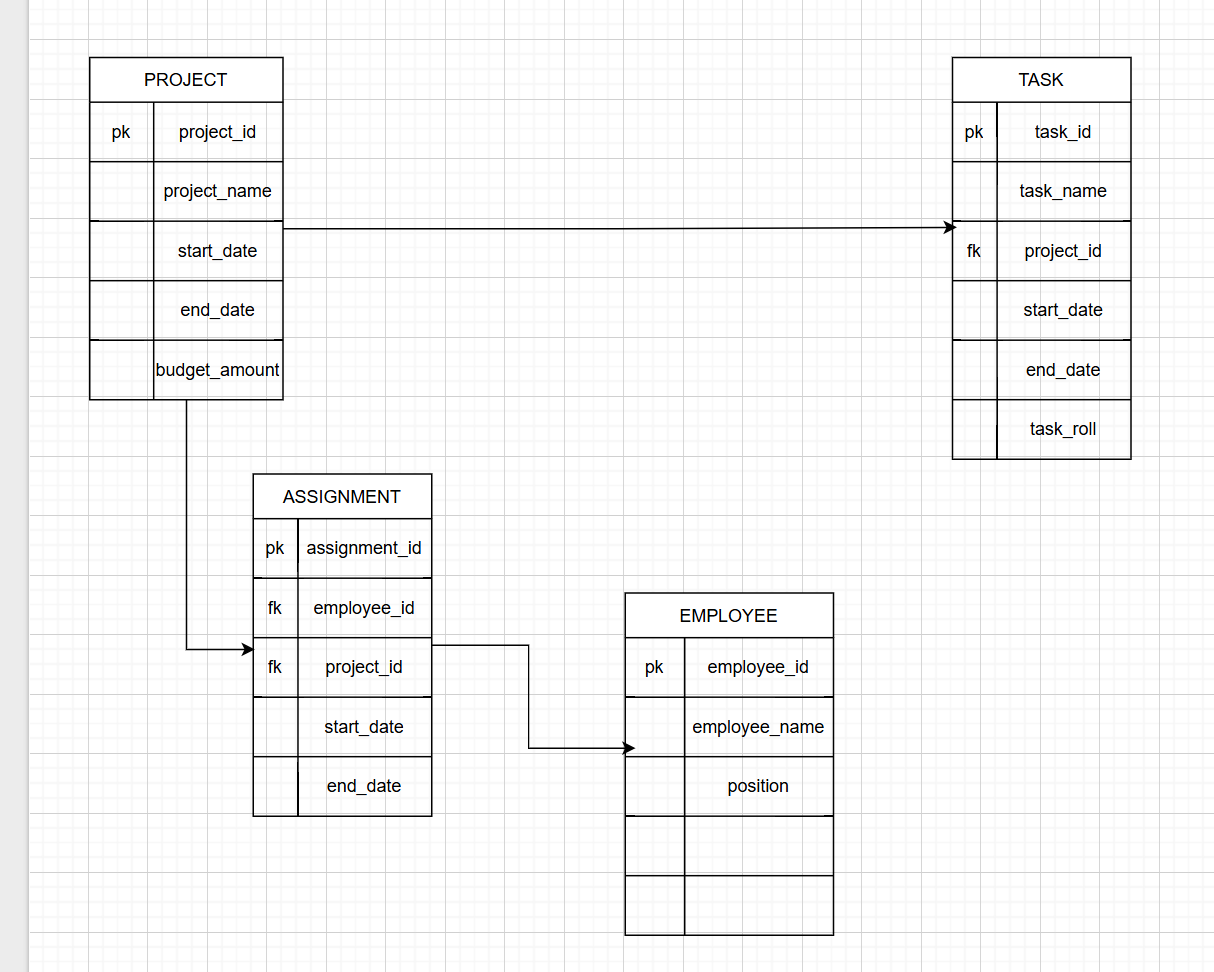 PROJECT
pk project_id
project_name
start_date
end_date
budget_amount
TASK
pk task_id
task_name
fk project_id
start_date
end_date
task_roll
ASSIGNMENT
pk assignment_id
fk employee_id
fk project_id
start_date
end_date
EMPLOYEE
pk employee_id
employee_name
position